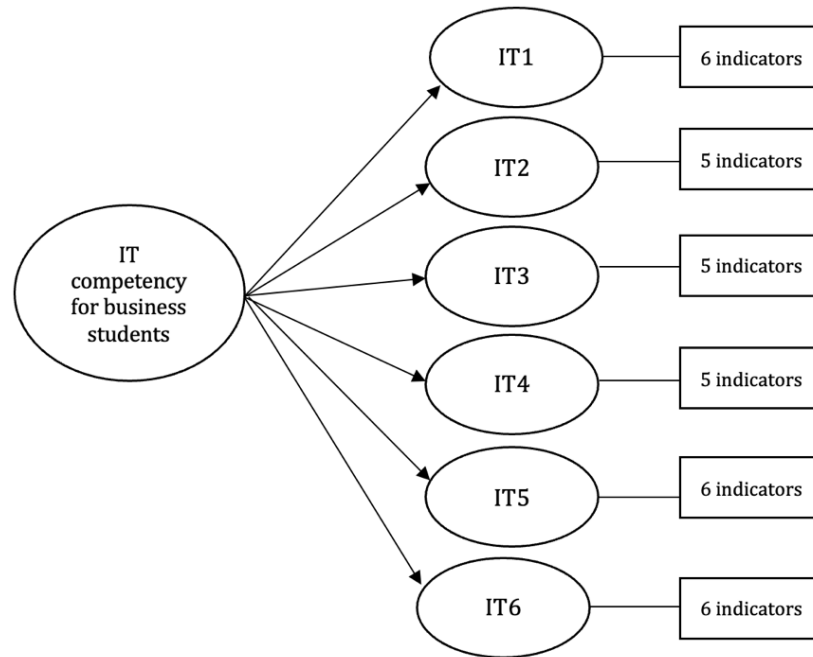 IT1
6 indicators
IT2
5 indicators
IT
competency
for business
students
IT3
5 indicators
IT4
5 indicators
IT5
6 indicators
IT6
6 indicators